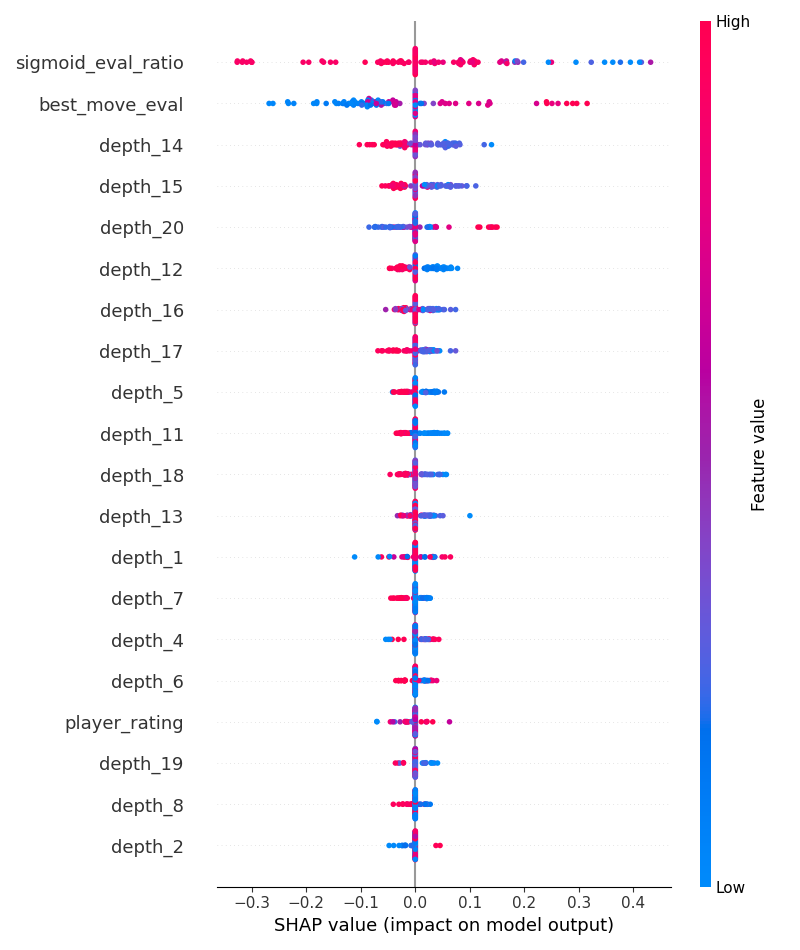 High
sigmoid_eval_ratio
best_move_eval
depth_14
depth_15
depth_20
depth_12
depth_16
depth_17
depth_5
depth_11
depth_18
depth_13
depth_1
depth_7
depth_4
depth_6
player_rating
depth_19
depth_8
depth_2
Feature value
Low
−0.3 −0.2 −0.1 0.0 0.1 0.2 0.3 0.4
SHAP value (impact on model output)